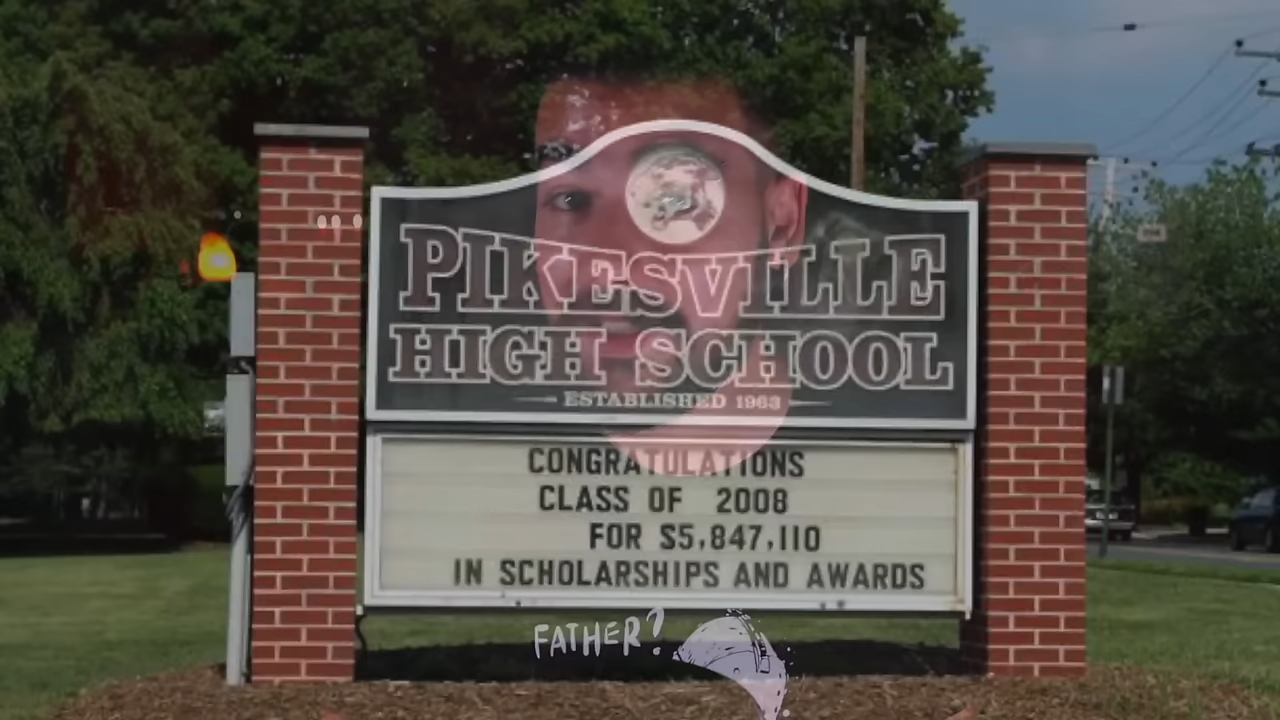 PIKESVILLE
HIGH SCHOOL
ESTABLISHED 1963
CONGRATULATIONS
CLASS OF 2008
FOR $5,847,110
IN SCHOLARSHIPS AND AWARDS
FATHER?